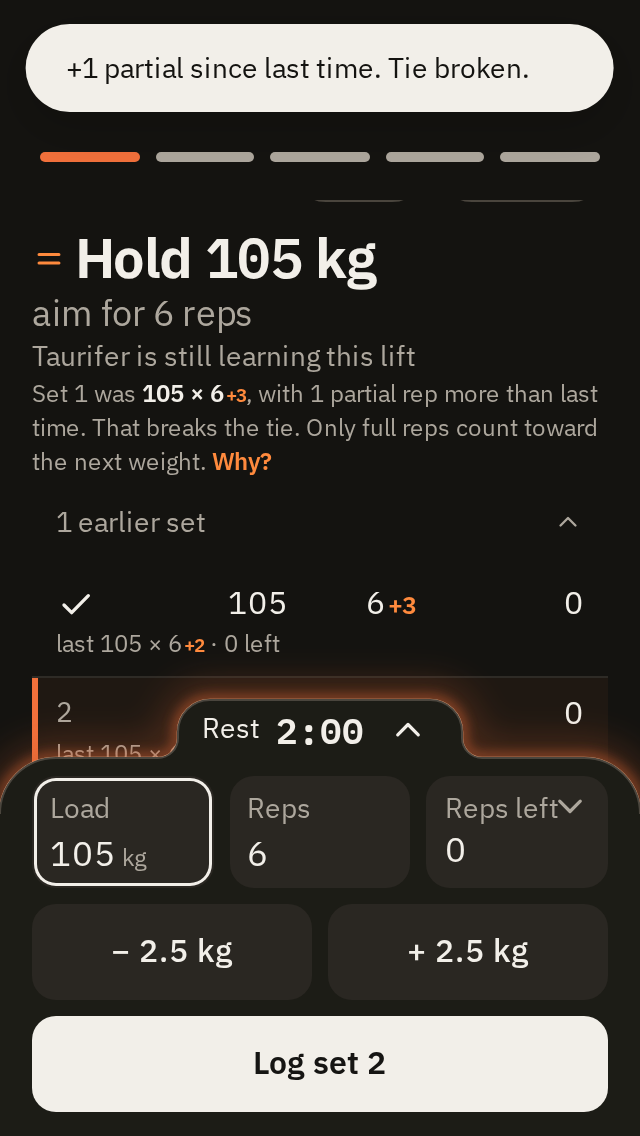 +1 partial since last time. Tie broken.
= Hold 105 kg
aim for 6 reps
Taurifer is still learning this lift
Set 1 was 105 × 6 +3, with 1 partial rep more than last
time. That breaks the tie. Only full reps count toward
the next weight. Why?
1 earlier set
105 6 +3 0
last 105 × 6 +2 · 0 left
2 0
last 105 ×
Rest 2:00
Load Reps Reps left
105 kg 6 0
− 2.5 kg + 2.5 kg
Log set 2